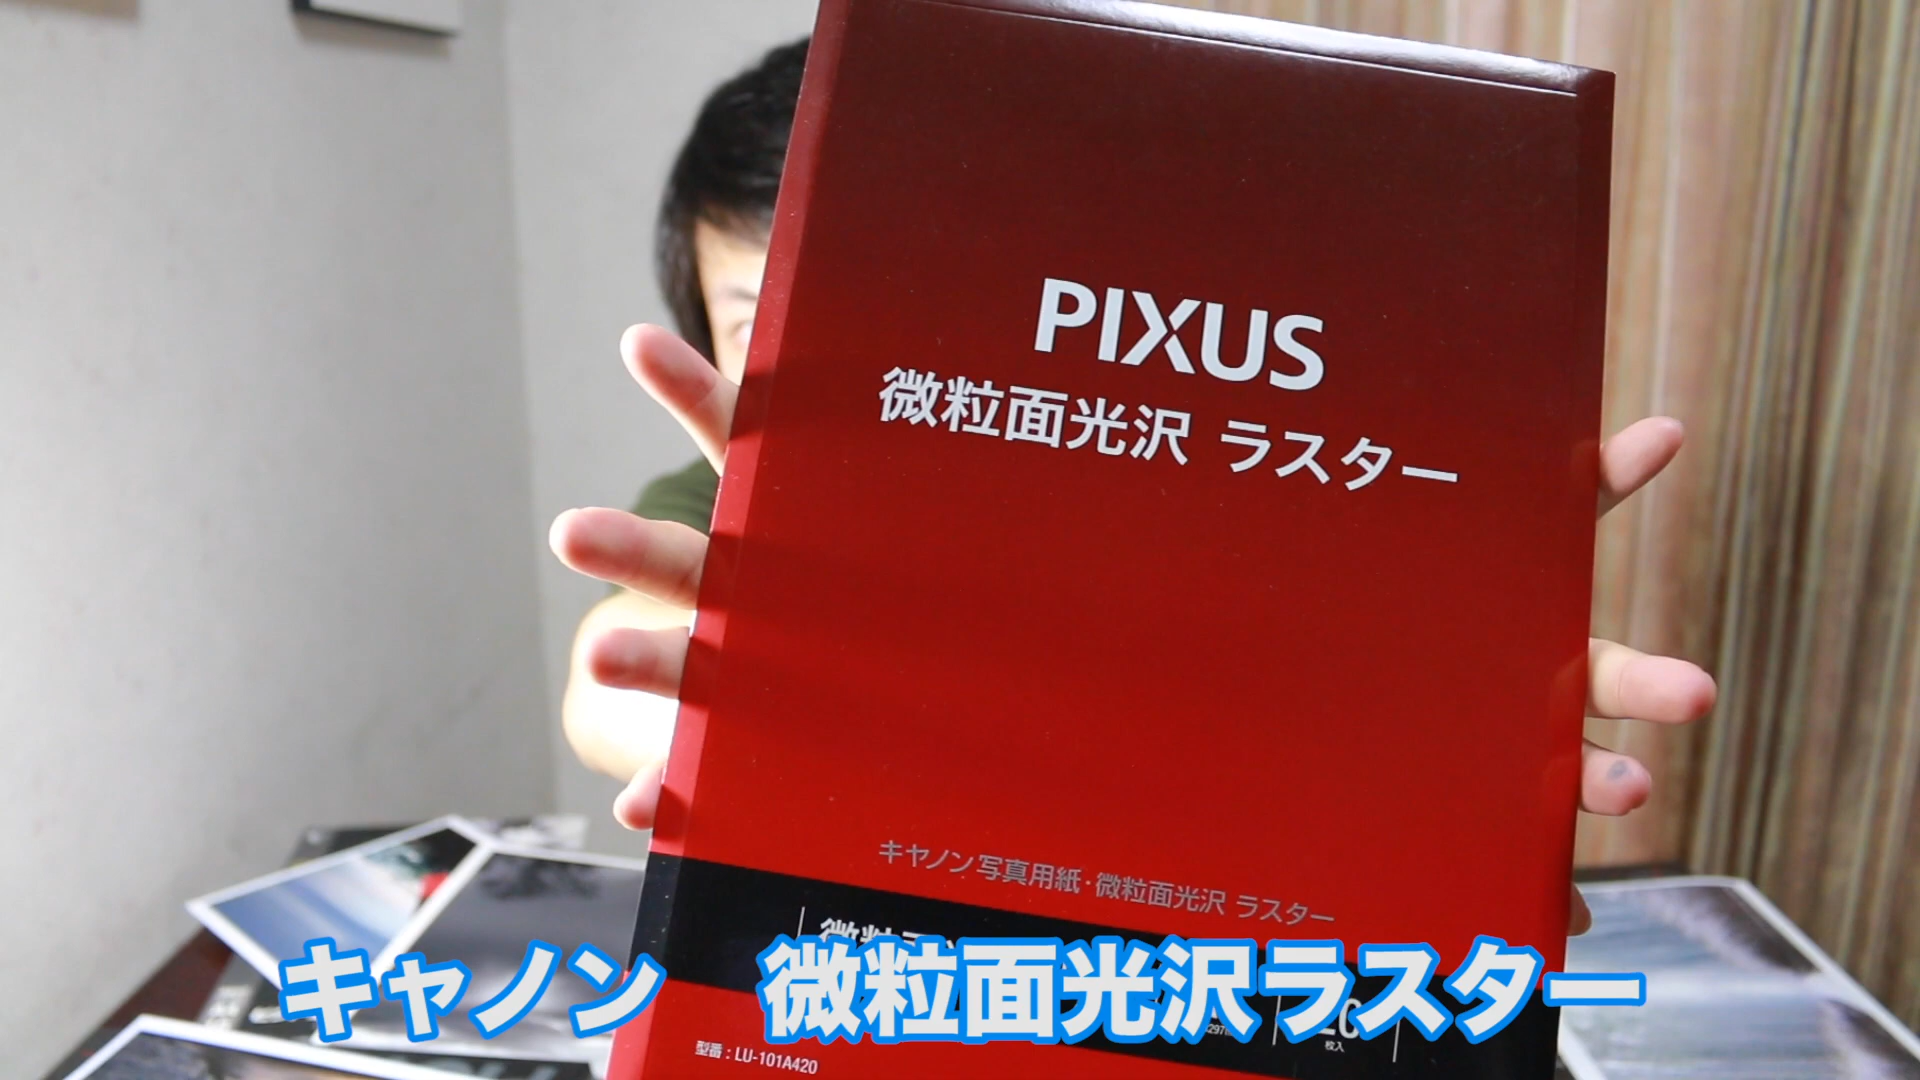 PIXUS
微粒面光沢 ラスター
キヤノン写真用紙・微粒面光沢 ラスター
キャノン 微粒面光沢ラスター
枚入
型番:LU-101A420